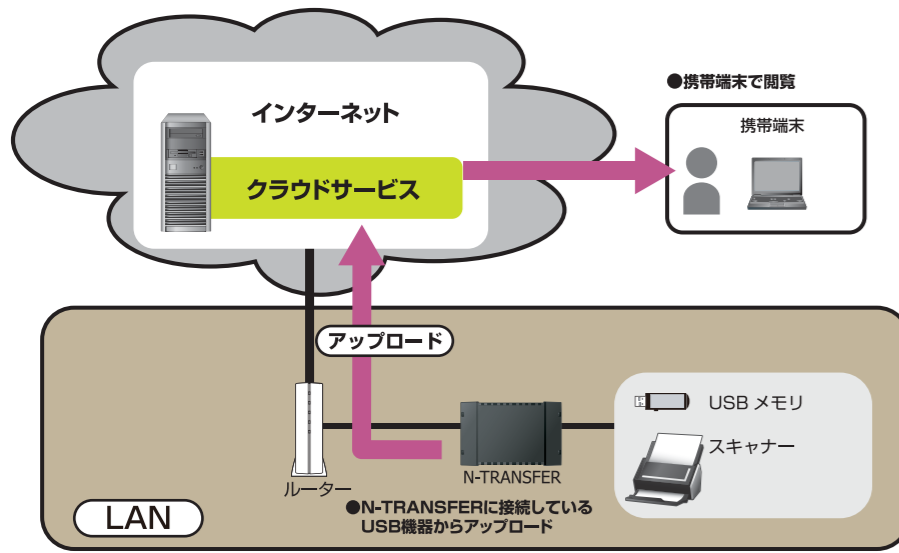 ●携帯端末で閲覧
インターネット
携帯端末
クラウドサービス
アップロード
USB メモリ
スキャナー
N-TRANSFER
ルーター
●N-TRANSFERに接続している
USB機器からアップロード
LAN